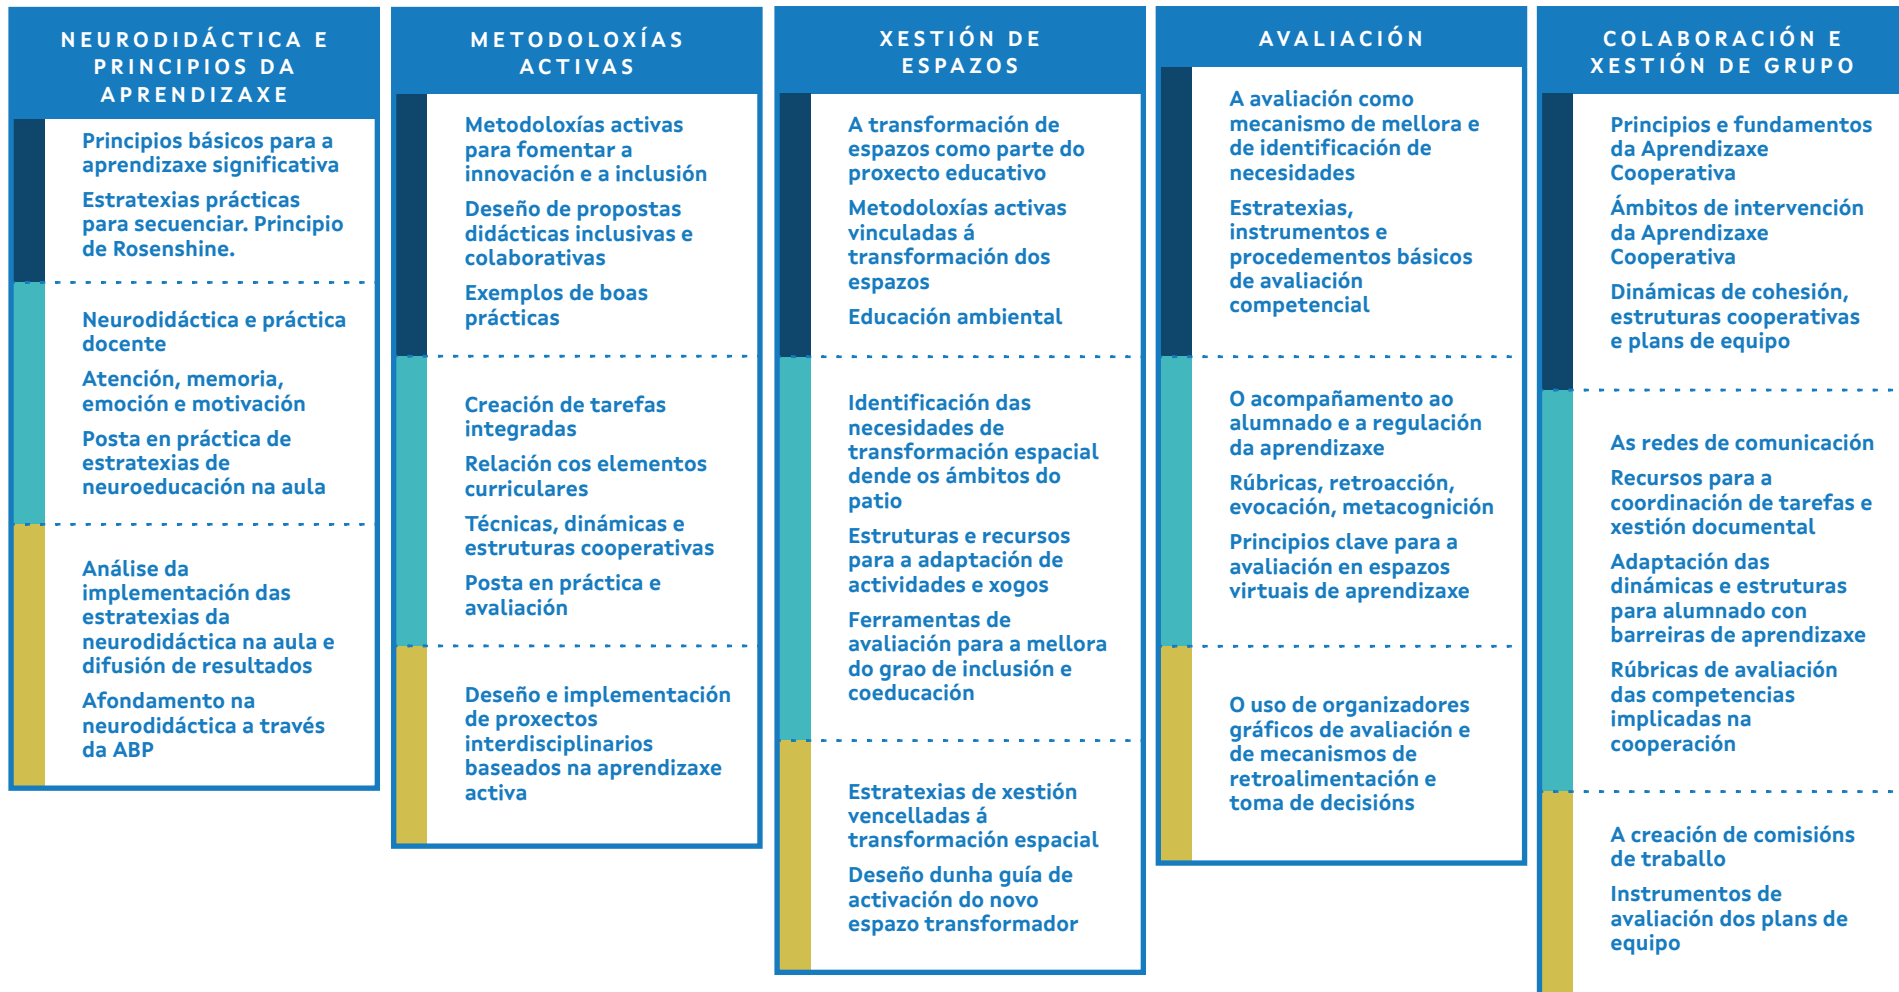 NEURODIDÁCTICA E
PRINCIPIOS DA
APRENDIZAXE
Principios básicos para a
aprendizaxe significativa
Estratexias prácticas
para secuenciar. Principio
de Rosenshine.
Neurodidáctica e práctica
docente
Atención, memoria,
emoción e motivación
Posta en práctica de
estratexias de
neuroeducación na aula
Análise da
implementación das
estratexias da
neurodidáctica na aula e
difusión de resultados
Afondamento na
neurodidáctica a través
da ABP
METODOLOXÍAS
ACTIVAS
Metodoloxías activas
para fomentar a
innovación e a inclusión
Deseño de propostas
didácticas inclusivas e
colaborativas
Exemplos de boas
prácticas
Creación de tarefas
integradas
Relación cos elementos
curriculares
Técnicas, dinámicas e
estruturas cooperativas
Posta en práctica e
avaliación
Deseño e implementación
de proxectos
interdisciplinarios
baseados na aprendizaxe
activa
XESTIÓN DE
ESPAZOS
A transformación de
espazos como parte do
proxecto educativo
Metodoloxías activas
vinculadas á
transformación dos
espazos
Educación ambiental
Identificación das
necesidades de
transformación espacial
dende os ámbitos do
patio
Estruturas e recursos
para a adaptación de
actividades e xogos
Ferramentas de
avaliación para a mellora
do grao de inclusión e
coeducación
Estratexias de xestión
vencelladas á
transformación espacial
Deseño dunha guía de
activación do novo
espazo transformador
AVALIACIÓN
A avaliación como
mecanismo de mellora e
de identificación de
necesidades
Estratexias,
instrumentos e
procedementos básicos
de avaliación
competencial
O acompañamento ao
alumnado e a regulación
da aprendizaxe
Rúbricas, retroacción,
evocación, metacognición
Principios clave para a
avaliación en espazos
virtuais de aprendizaxe
O uso de organizadores
gráficos de avaliación e
de mecanismos de
retroalimentación e
toma de decisións
COLABORACIÓN E
XESTIÓN DE GRUPO
Principios e fundamentos
da Aprendizaxe
Cooperativa
Ámbitos de intervención
da Aprendizaxe
Cooperativa
Dinámicas de cohesión,
estruturas cooperativas
e plans de equipo
As redes de comunicación
Recursos para a
coordinación de tarefas e
xestión documental
Adaptación das
dinámicas e estruturas
para alumnado con
barreiras de aprendizaxe
Rúbricas de avaliación
das competencias
implicadas na
cooperación
A creación de comisións
de traballo
Instrumentos de
avaliación dos plans de
equipo